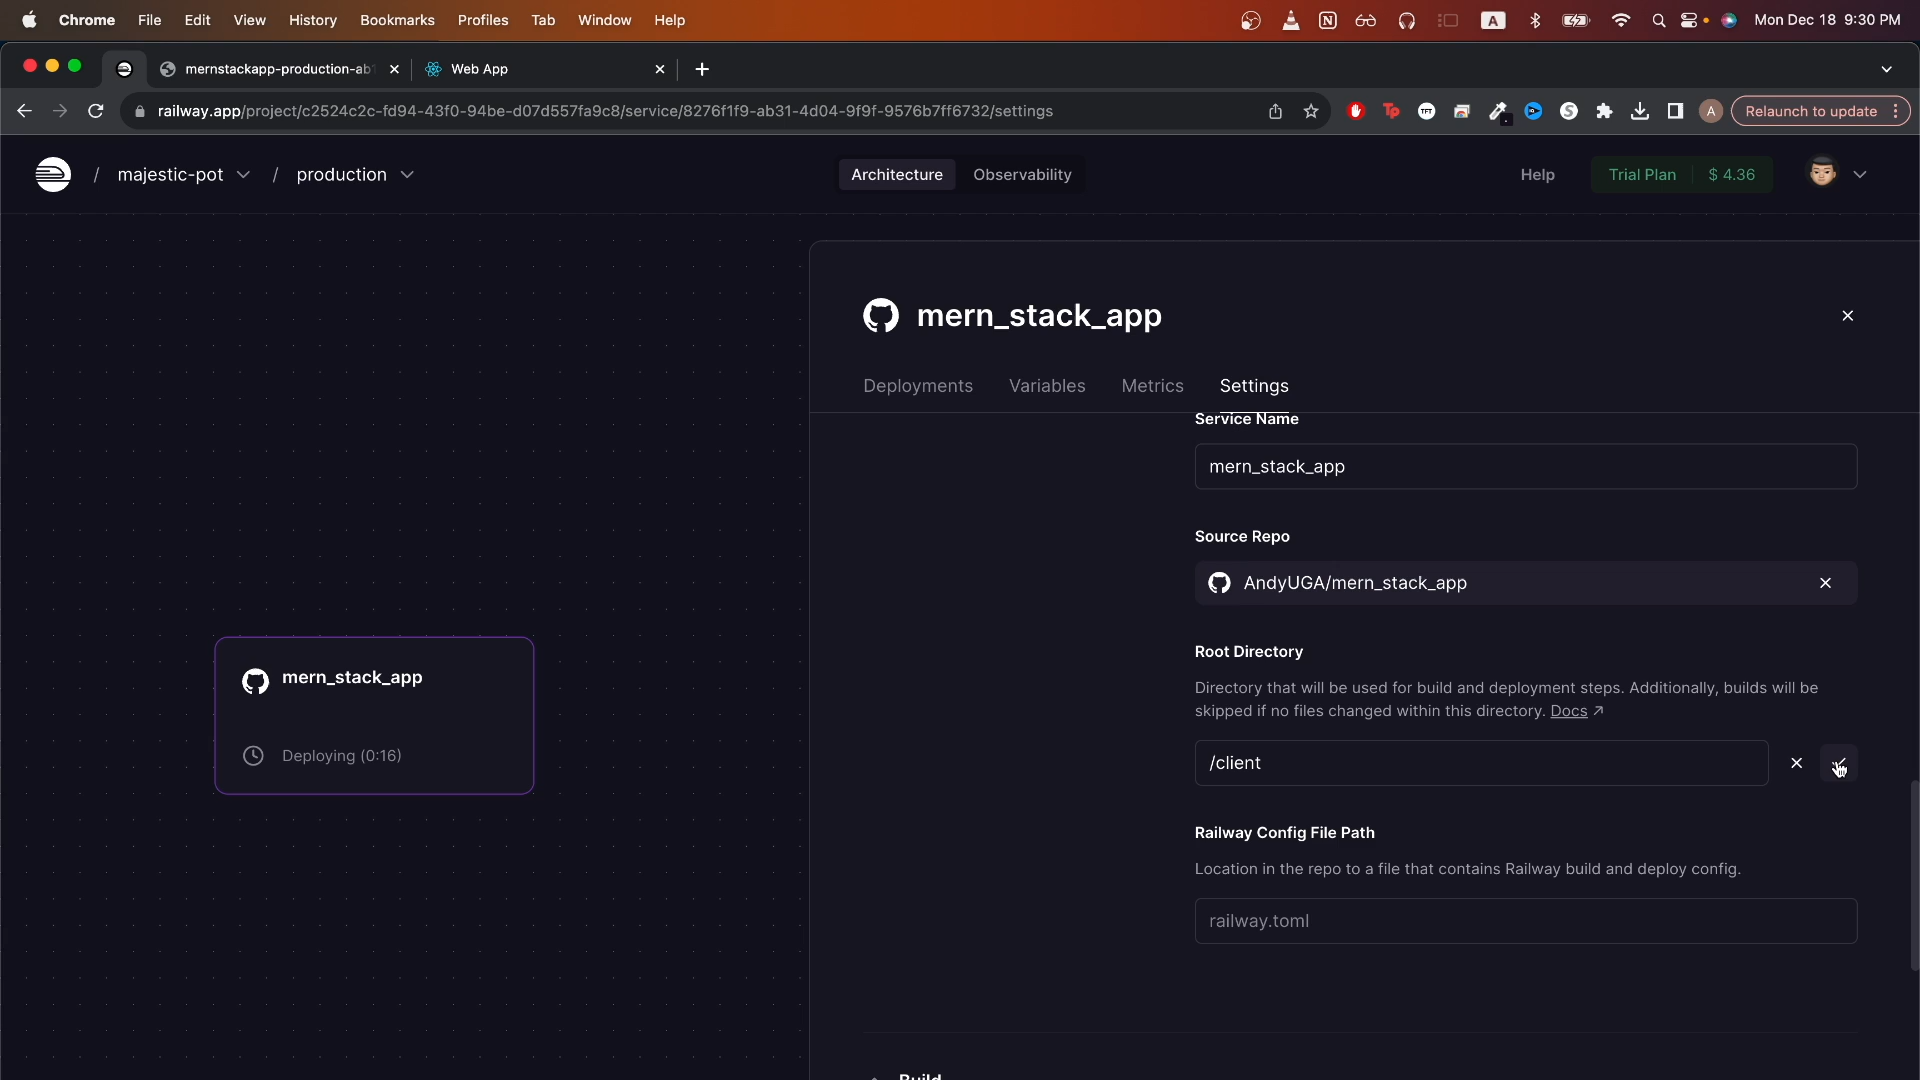 Chrome File Edit View History Bookmarks Profiles Tab Window Help A Mon Dec 18 9:30 PM
mernstackapp-production-ab Web App
railway.app/project/c2524c2c-fd94-43f0-94be-d07d557fa9c8/service/8276f1f9-ab31-4d04-9f9f-9576b7ff6732/settings Tp TFT S A Relaunch to update
/ majestic-pot / production Architecture Observability Help Trial Plan $ 4.36
mern_stack_app
Deployments Variables Metrics Settings
Service Name
mern_stack_app
Source Repo
AndyUGA/mern_stack_app
Root Directory
Directory that will be used for build and deployment steps. Additionally, builds will be
skipped if no files changed within this directory. Docs ↗
/client
Railway Config File Path
Location in the repo to a file that contains Railway build and deploy config.
railway.toml
Build
mern_stack_app
Deploying (0:16)